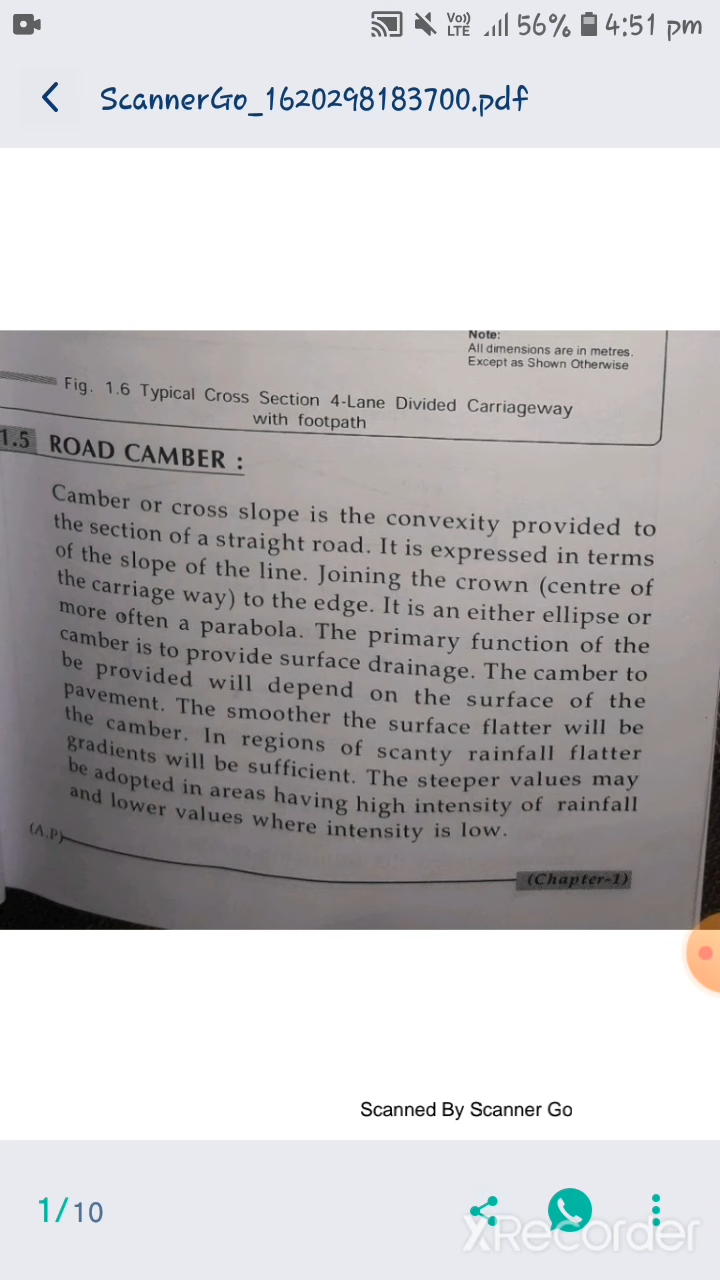 Vo)) LTE 56% 4:51 pm
ScannerGo_1620298183700.pdf
Note:
All dimensions are in metres.
Except as Shown Otherwise
Fig. 1.6 Typical Cross Section 4-Lane Divided Carriageway
with footpath
1.5 ROAD CAMBER :
Camber or cross slope is the convexity provided to
the section of a straight road. It is expressed in terms
of the slope of the line. Joining the crown (centre of
the carriage way) to the edge. It is an either ellipse or
more often a parabola. The primary function of the
camber is to provide surface drainage. The camber to
be provided will depend on the surface of the
pavement. The smoother the surface flatter will be
the camber. In regions of scanty rainfall flatter
gradients will be sufficient. The steeper values may
be adopted in areas having high intensity of rainfall
and lower values where intensity is low.
(A.P)
(Chapter-1)
Scanned By Scanner Go
1/10
XRecorder